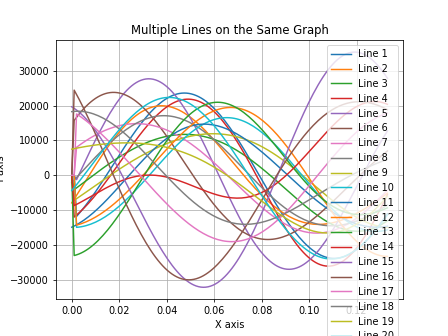 Multiple Lines on the Same Graph
30000
20000
10000
0
−10000
−20000
−30000
0.00
0.02
0.04
0.06
0.08
0.10
X axis
Line 1
Line 2
Line 3
Line 4
Line 5
Line 6
Line 7
Line 8
Line 9
Line 10
Line 11
Line 12
Line 13
Line 14
Line 15
Line 16
Line 17
Line 18
Line 19
Line 20